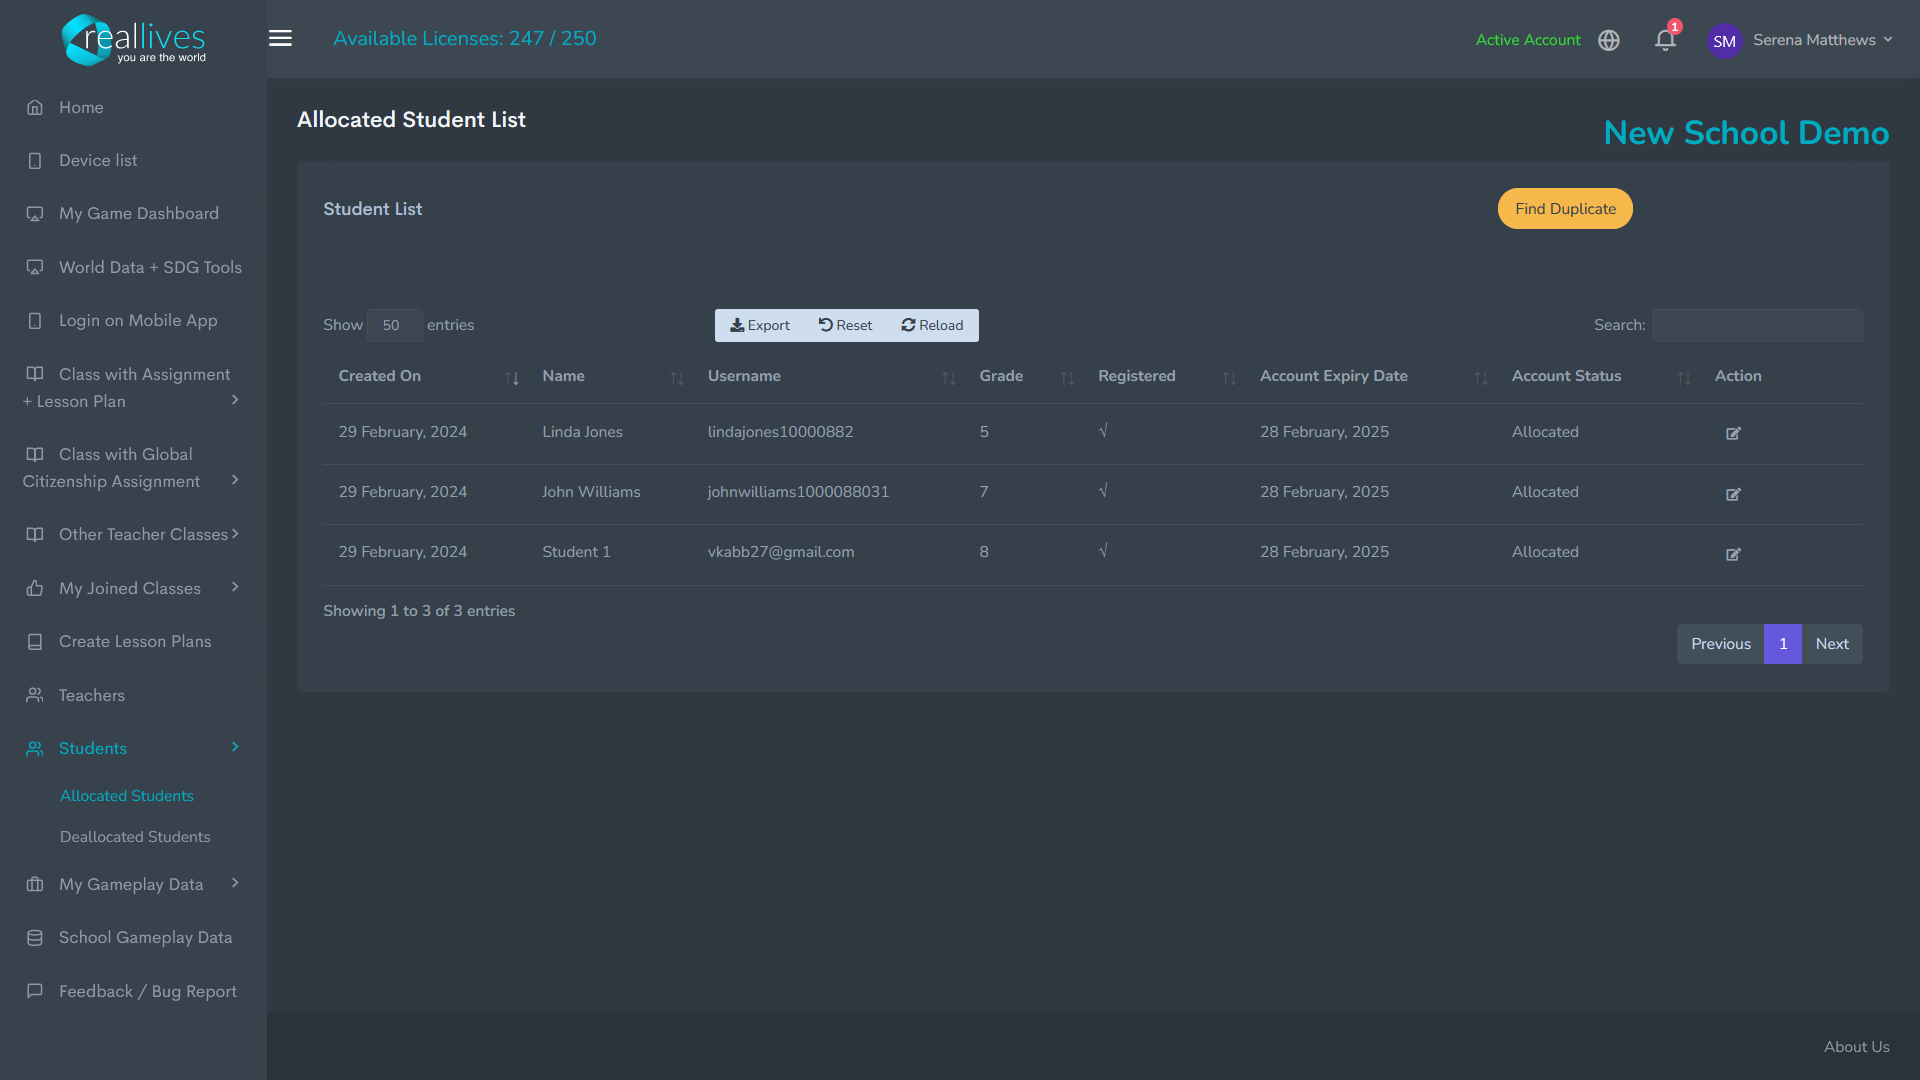 reallives
you are the world
Available Licenses: 247 / 250
Active Account
1
SM
Serena Matthews
Home
Device list
My Game Dashboard
World Data + SDG Tools
Login on Mobile App
Class with Assignment
+ Lesson Plan
Class with Global
Citizenship Assignment
Other Teacher Classes
My Joined Classes
Create Lesson Plans
Teachers
Students
Allocated Students
Deallocated Students
My Gameplay Data
School Gameplay Data
Feedback / Bug Report
Allocated Student List
New School Demo
Student List
Find Duplicate
Show 50 entries
Export Reset Reload
Search:
Created On Name Username Grade Registered Account Expiry Date Account Status Action
29 February, 2024 Linda Jones lindajones10000882 5 √ 28 February, 2025 Allocated
29 February, 2024 John Williams johnwilliams1000088031 7 √ 28 February, 2025 Allocated
29 February, 2024 Student 1 vkabb27@gmail.com 8 √ 28 February, 2025 Allocated
Showing 1 to 3 of 3 entries
Previous 1 Next
About Us